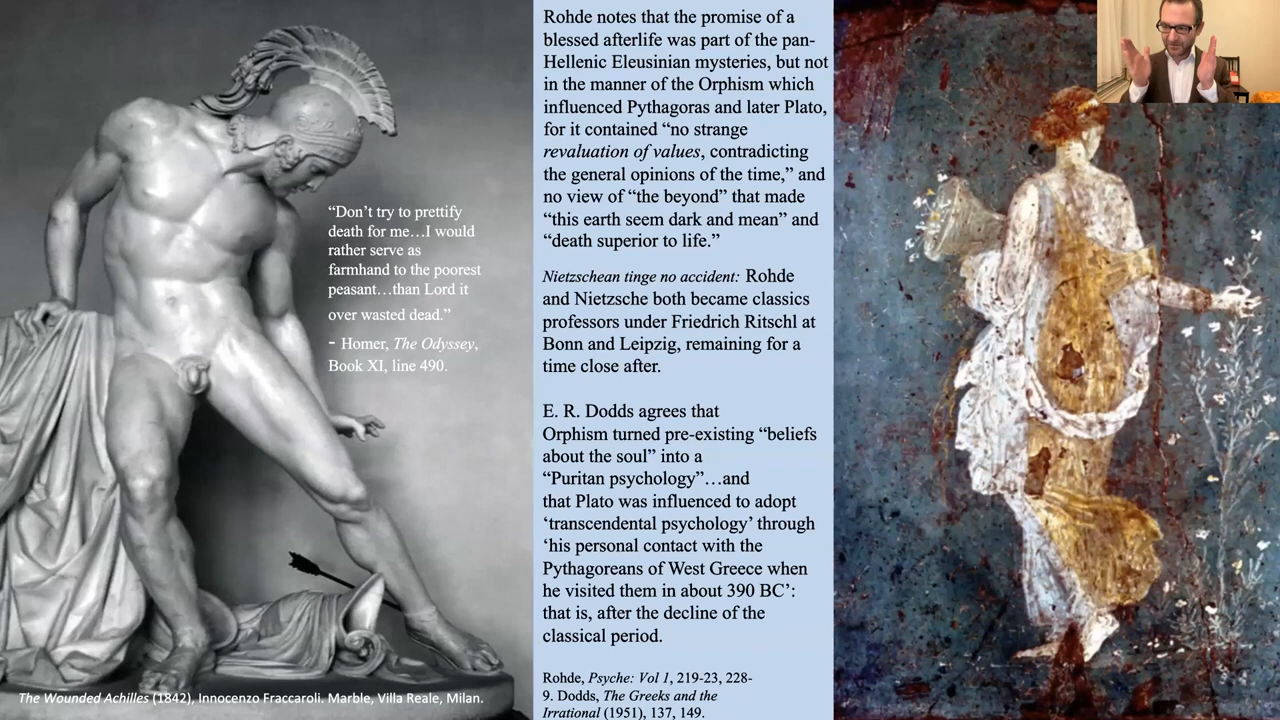 “Don’t try to prettify
death for me…I would
rather serve as
farmhand to the poorest
peasant…than Lord it
over wasted dead.”
- Homer, The Odyssey,
Book XI, line 490.
The Wounded Achilles (1842), Innocenzo Fraccaroli. Marble, Villa Reale, Milan.
Rohde notes that the promise of a
blessed afterlife was part of the pan-
Hellenic Eleusinian mysteries, but not
in the manner of the Orphism which
influenced Pythagoras and later Plato,
for it contained “no strange
revaluation of values, contradicting
the general opinions of the time,” and
no view of “the beyond” that made
“this earth seem dark and mean” and
“death superior to life.”
Nietzschean tinge no accident: Rohde
and Nietzsche both became classics
professors under Friedrich Ritschl at
Bonn and Leipzig, remaining for a
time close after.
E. R. Dodds agrees that
Orphism turned pre-existing “beliefs
about the soul” into a
“Puritan psychology”…and
that Plato was influenced to adopt
‘transcendental psychology’ through
‘his personal contact with the
Pythagoreans of West Greece when
he visited them in about 390 BC’:
that is, after the decline of the
classical period.
Rohde, Psyche: Vol 1, 219-23, 228-
9. Dodds, The Greeks and the
Irrational (1951), 137, 149.